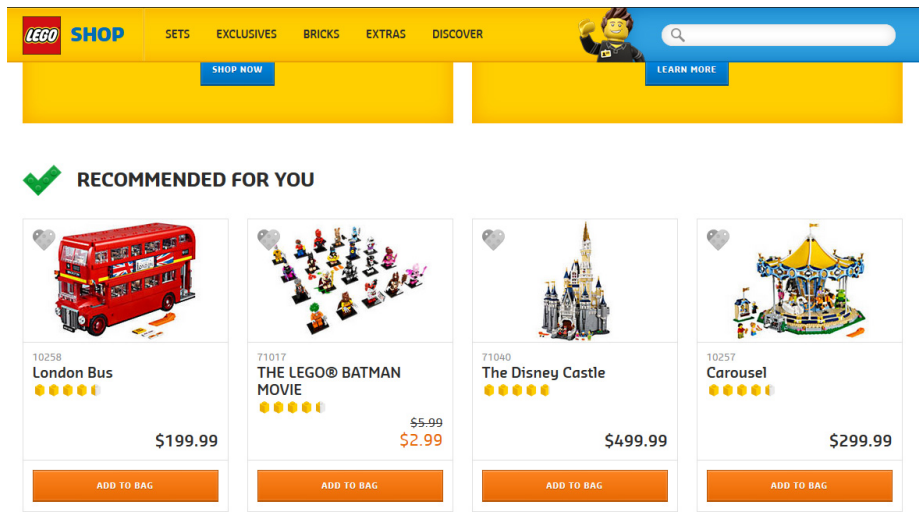 LEGO SHOP SETS EXCLUSIVES BRICKS EXTRAS DISCOVER
SHOP NOW LEARN MORE
RECOMMENDED FOR YOU
10258
London Bus
$199.99
ADD TO BAG
71017
THE LEGO® BATMAN
MOVIE
$5.99
$2.99
ADD TO BAG
71040
The Disney Castle
$499.99
ADD TO BAG
10257
Carousel
$299.99
ADD TO BAG